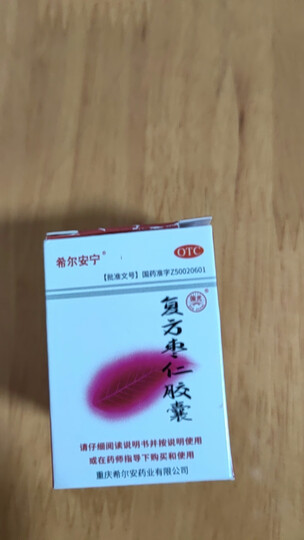 希尔安宁®
OTC
【批准文号】国药准字Z50020601
复方枣仁胶囊
请仔细阅读说明书并按说明使用
或在药师指导下购买和使用
重庆希尔安药业有限公司